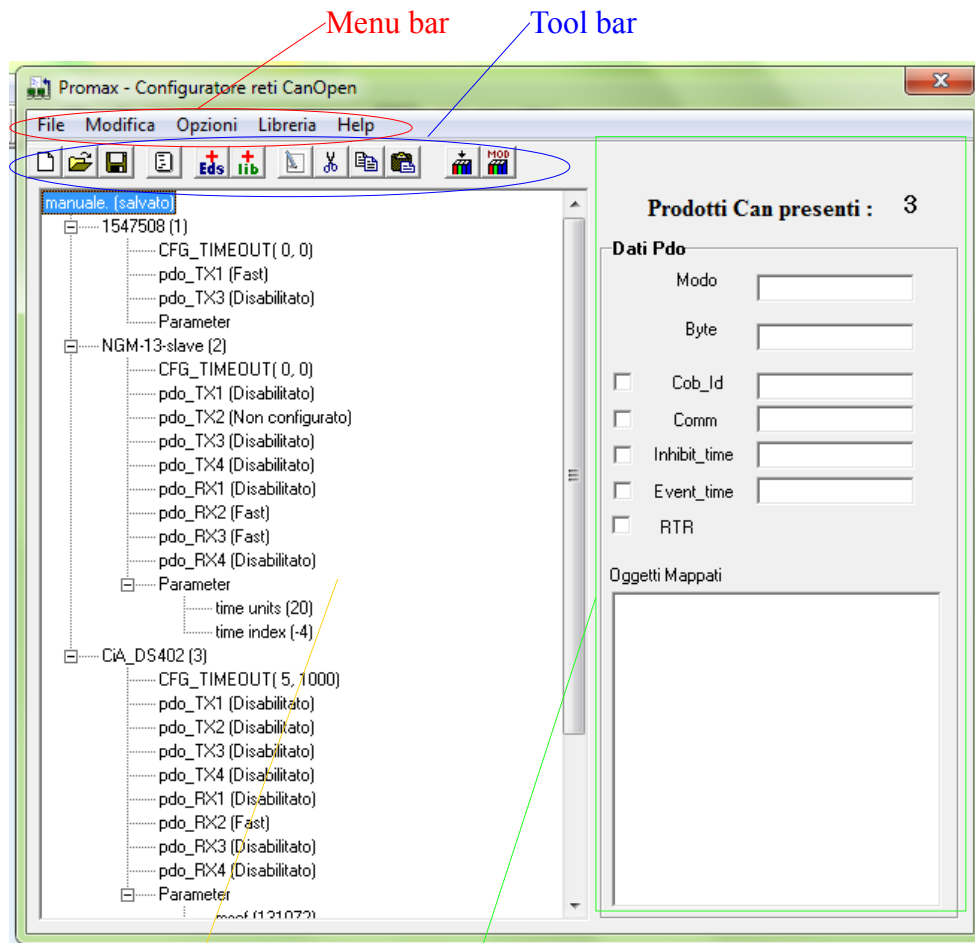 Menu bar
Tool bar
Promax - Configuratore reti CanOpen
File Modifica Opzioni Libreria Help
Eds lib MOD
manuale. (salvato)
1547508 (1)
CFG_TIMEOUT( 0, 0)
pdo_TX1 (Fast)
pdo_TX3 (Disabilitato)
Parameter
NGM-13-slave (2)
CFG_TIMEOUT( 0, 0)
pdo_TX1 (Disabilitato)
pdo_TX2 (Non configurato)
pdo_TX3 (Disabilitato)
pdo_TX4 (Disabilitato)
pdo_RX1 (Disabilitato)
pdo_RX2 (Fast)
pdo_RX3 (Fast)
pdo_RX4 (Disabilitato)
Parameter
time units (20)
time index (-4)
CiA_DS402 (3)
CFG_TIMEOUT( 5, 1000)
pdo_TX1 (Disabilitato)
pdo_TX2 (Disabilitato)
pdo_TX3 (Disabilitato)
pdo_TX4 (Disabilitato)
pdo_RX1 (Disabilitato)
pdo_RX2 (Fast)
pdo_RX3 (Disabilitato)
pdo_RX4 (Disabilitato)
Parameter
(131072)
Prodotti Can presenti : 3
Dati Pdo
Modo
Byte
Cob_Id
Comm
Inhibit_time
Event_time
RTR
Oggetti Mappati